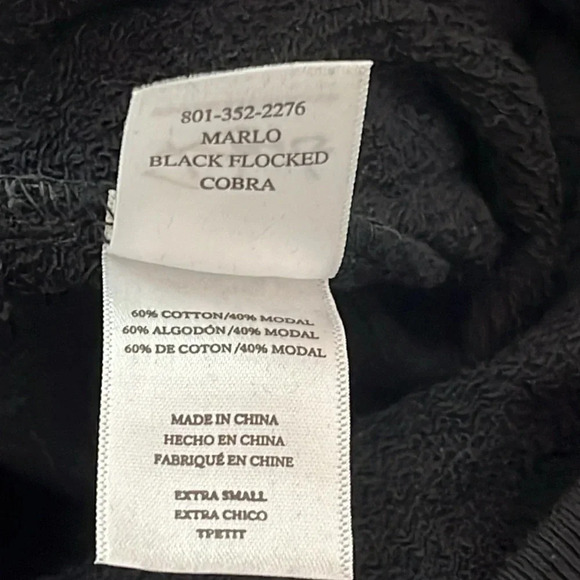 801-352-2276
MARLO
BLACK FLOCKED
COBRA
60% COTTON/40% MODAL
60% ALGODÓN/40% MODAL
60% DE COTON/40% MODAL
MADE IN CHINA
HECHO EN CHINA
FABRIQUÉ EN CHINE
EXTRA SMALL
EXTRA CHICO
TPETIT